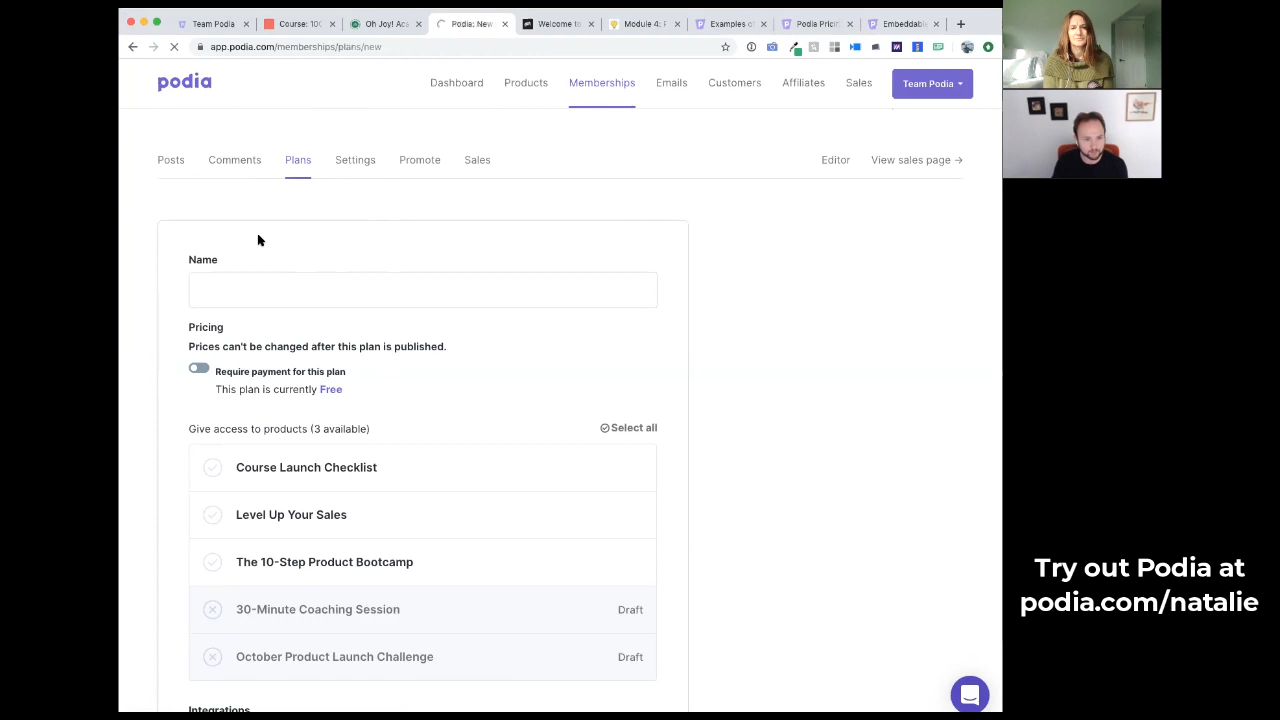 Team Podia
Course: 10
Oh Joy! Aca
Podia: New
Welcome to
Module 4: P
Examples o
Podia Pricin
Embeddable
app.podia.com/memberships/plans/new
podia
Dashboard
Products
Memberships
Emails
Customers
Affiliates
Sales
Team Podia
Posts
Comments
Plans
Settings
Promote
Sales
Editor
View sales page →
Name
Pricing
Prices can't be changed after this plan is published.
Require payment for this plan
This plan is currently Free
Give access to products (3 available)
Select all
Course Launch Checklist
Level Up Your Sales
The 10-Step Product Bootcamp
30-Minute Coaching Session
Draft
October Product Launch Challenge
Draft
Integrations
Try out Podia at
podia.com/natalie